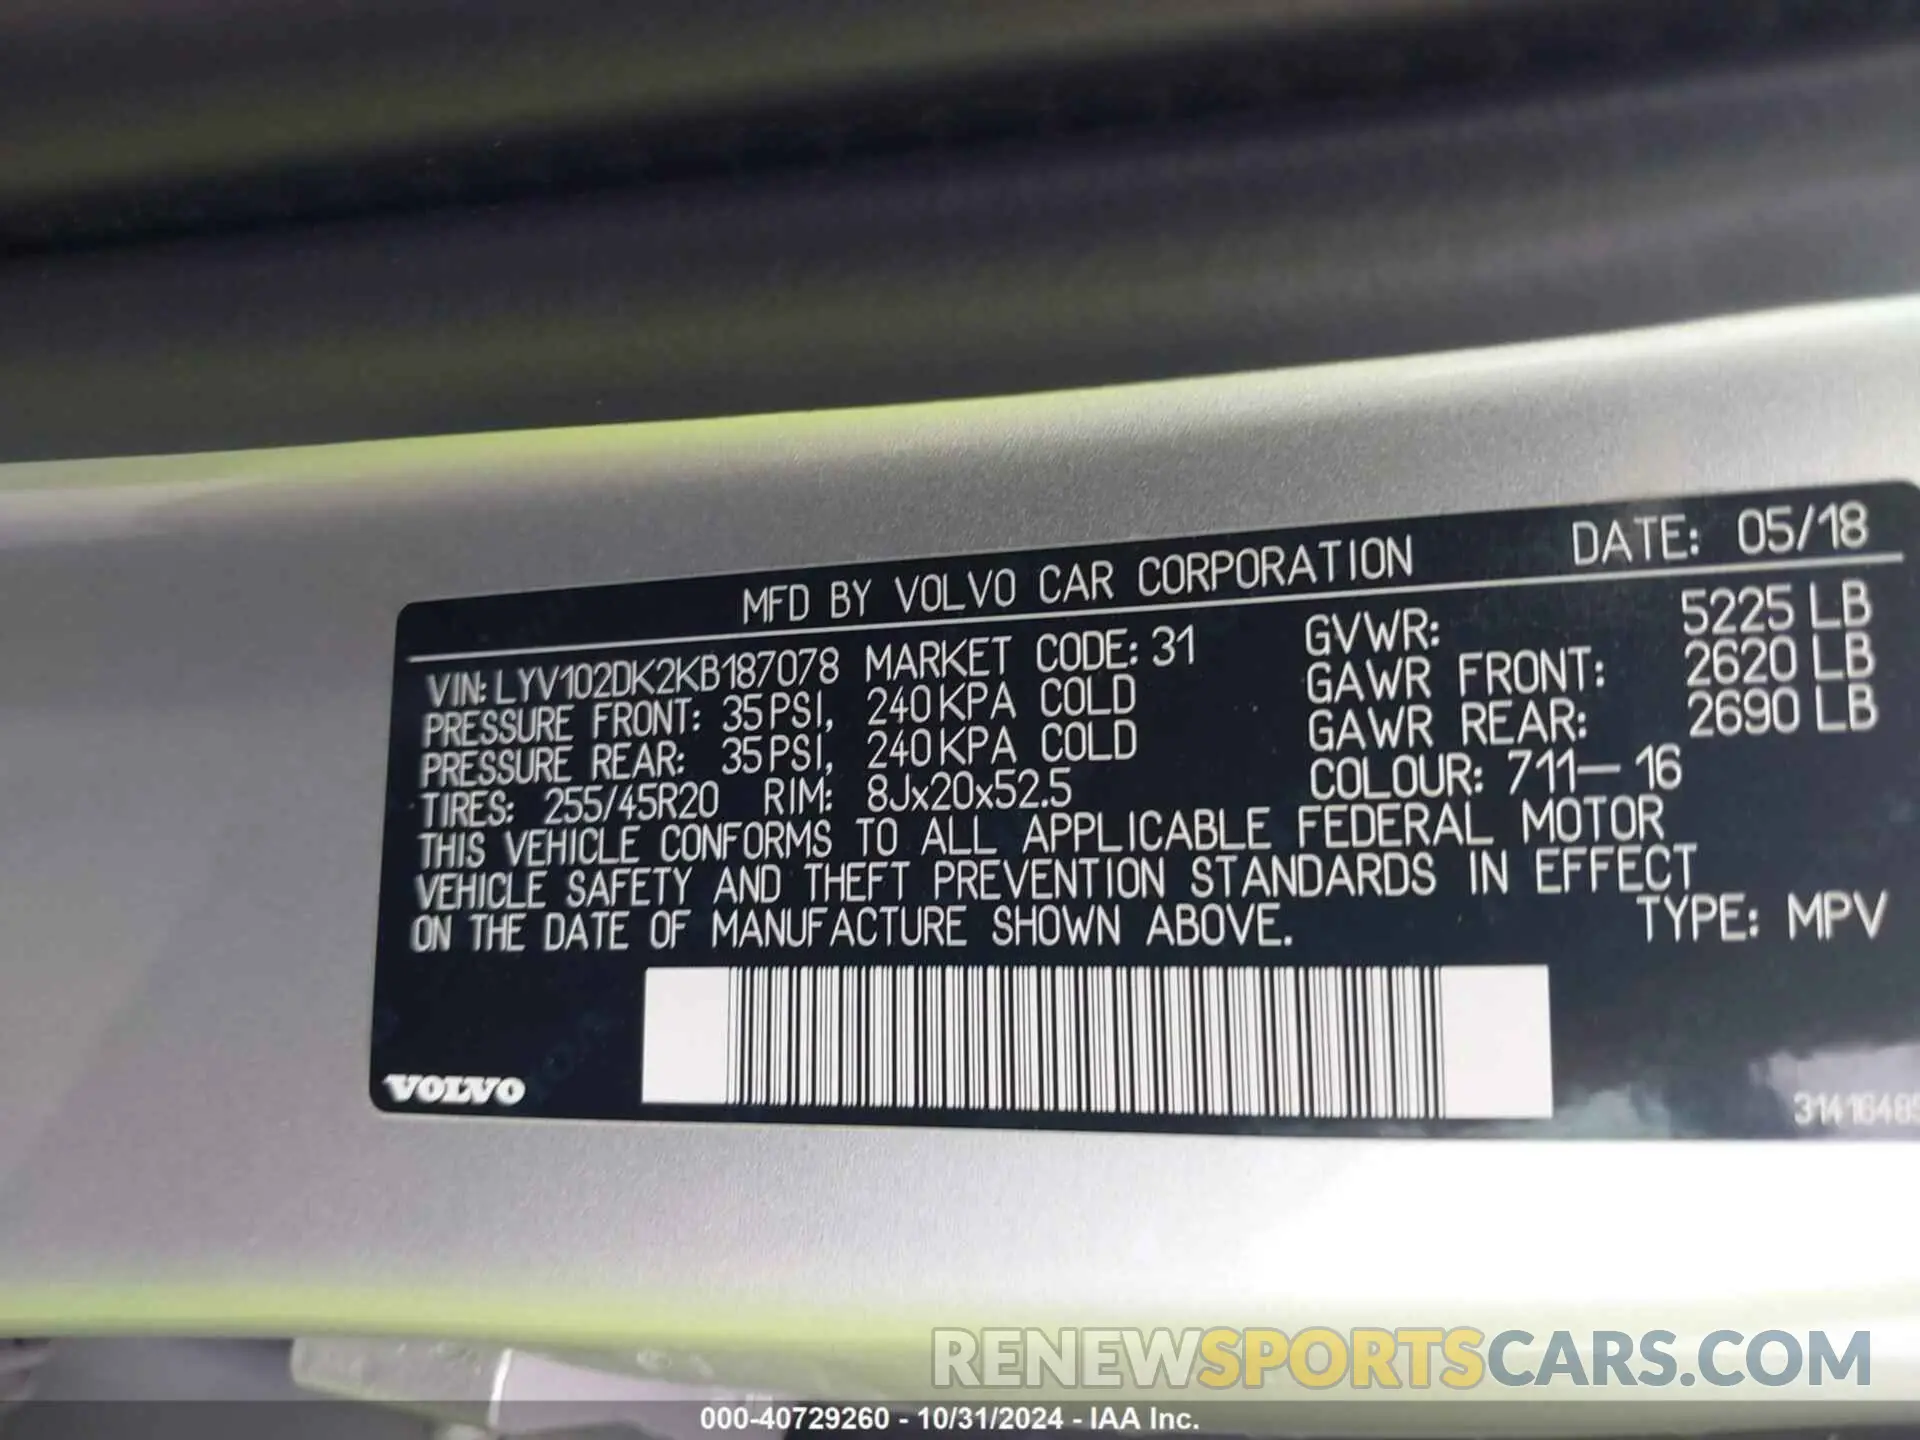 MFD BY VOLVO CAR CORPORATION DATE: 05/18
VIN: LYV102DK2KB187078 MARKET CODE: 31 GVWR: 5225 LB
PRESSURE FRONT: 35 PSI, 240 KPA COLD GAWR FRONT: 2620 LB
PRESSURE REAR: 35 PSI, 240 KPA COLD GAWR REAR: 2690 LB
TIRES: 255/45R20 RIM: 8Jx20x52.5 COLOUR: 711-16
THIS VEHICLE CONFORMS TO ALL APPLICABLE FEDERAL MOTOR
VEHICLE SAFETY AND THEFT PREVENTION STANDARDS IN EFFECT
ON THE DATE OF MANUFACTURE SHOWN ABOVE. TYPE: MPV
VOLVO
RENEWSPORTSCARS.COM
000-40729260 - 10/31/2024 - IAA Inc.